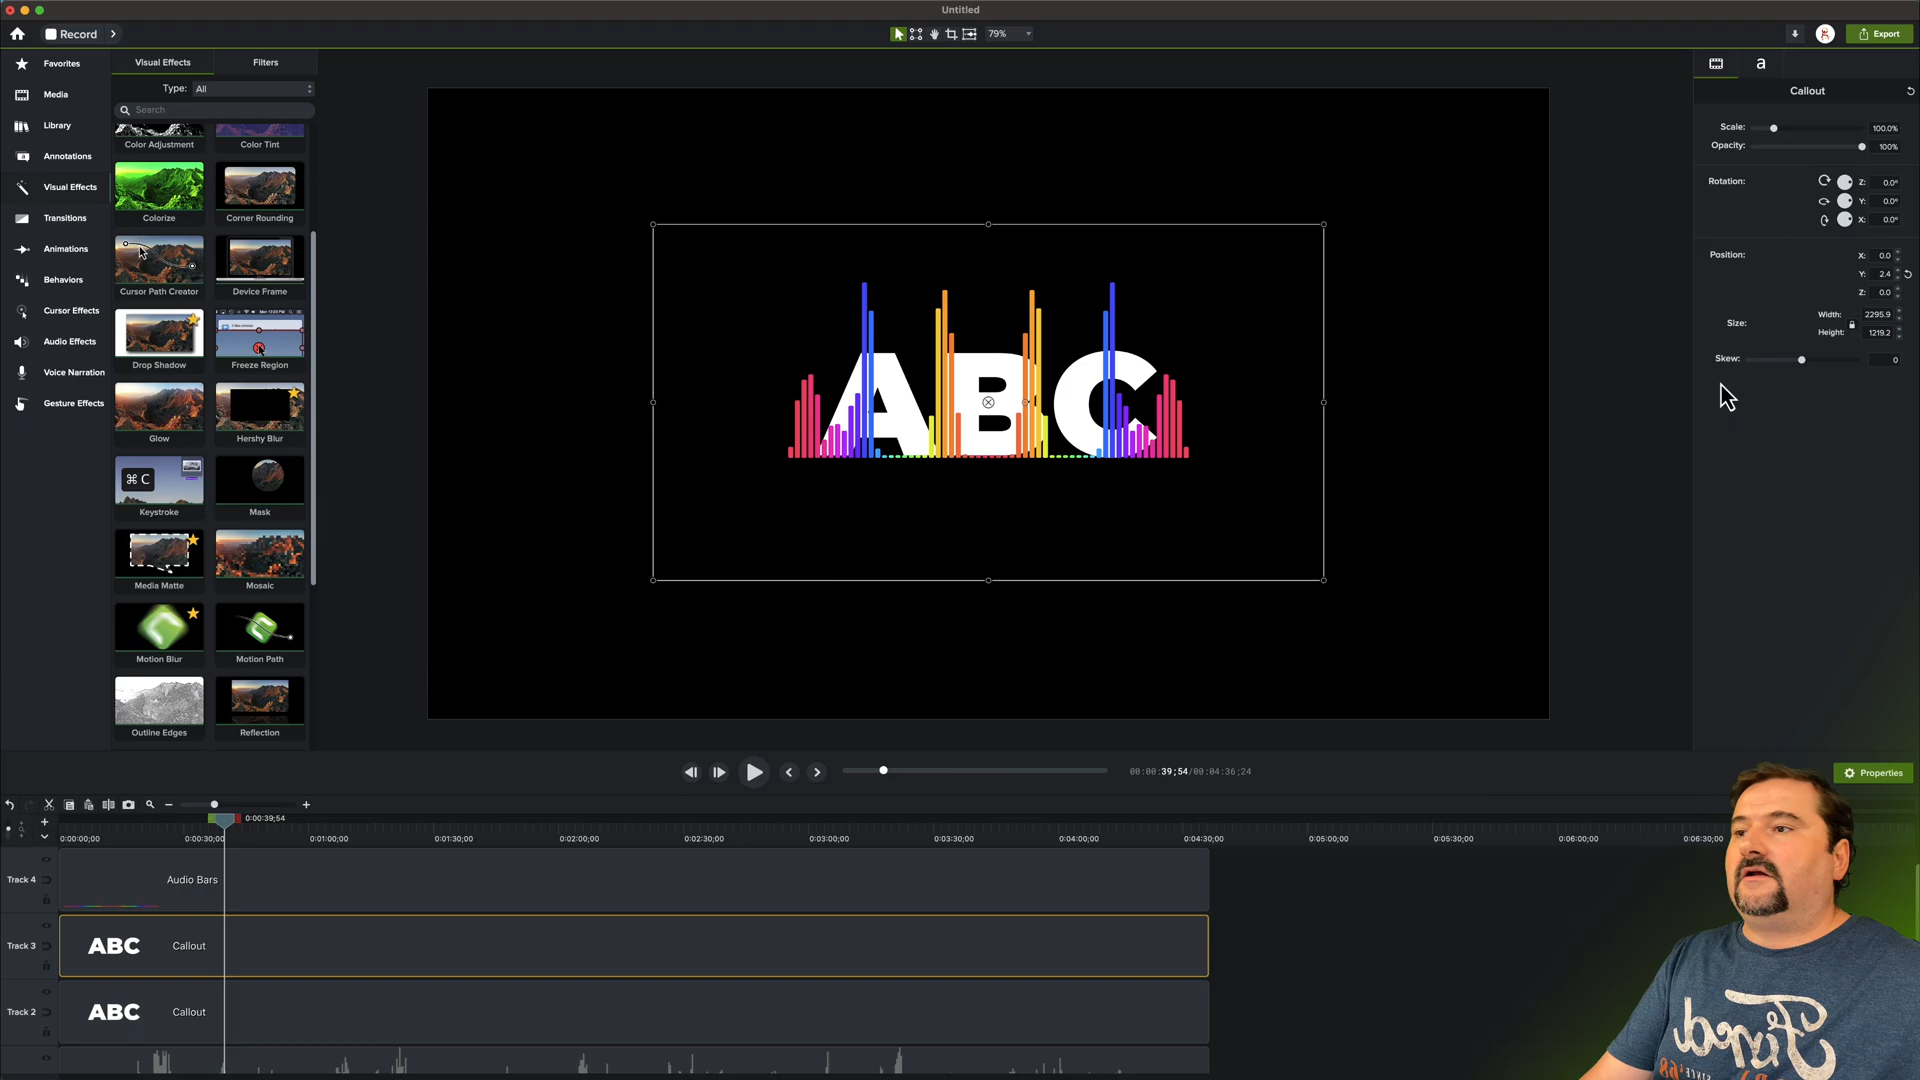 Untitled
Record
79%
Export
Favorites
Media
Library
Annotations
Visual Effects
Transitions
Animations
Behaviors
Cursor Effects
Audio Effects
Voice Narration
Gesture Effects
Visual Effects
Filters
Type: All
Search
Color Adjustment
Color Tint
Colorize
Corner Rounding
Cursor Path Creator
Device Frame
Drop Shadow
Freeze Region
Glow
Hershy Blur
⌘ C
Keystroke
Mask
Media Matte
Mosaic
Motion Blur
Motion Path
Outline Edges
Reflection
ABC
a
Callout
Scale: 100.0%
Opacity: 100%
Rotation: Z: 0.0°
Y: 0.0°
X: 0.0°
Position: X: 0.0
Y: 2.4
Z: 0.0
Size: Width: 2295.9
Height: 1219.2
Skew: 0
00:00:39;54/00:04:36;24
Properties
0:00:39;54
0:00:00;00 0:00:30;00 0:01:00;00 0:01:30;00 0:02:00;00 0:02:30;00 0:03:00;00 0:03:30;00 0:04:00;00 0:04:30;00 0:05:00;00 0:05:30;00 0:06:00;00 0:06:30;00
Track 4 Audio Bars
Track 3 ABC Callout
Track 2 ABC Callout